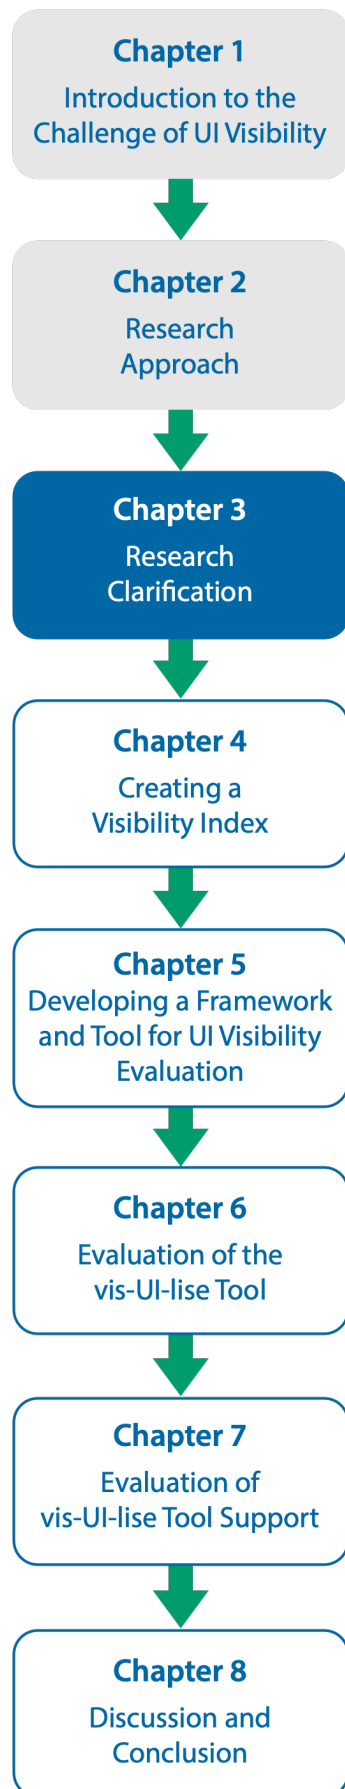 Chapter 1
Introduction to the
Challenge of UI Visibility
Chapter 2
Research
Approach
Chapter 3
Research
Clarification
Chapter 4
Creating a
Visibility Index
Chapter 5
Developing a Framework
and Tool for UI Visibility
Evaluation
Chapter 6
Evaluation of the
vis-UI-lise Tool
Chapter 7
Evaluation of
vis-UI-lise Tool Support
Chapter 8
Discussion and
Conclusion